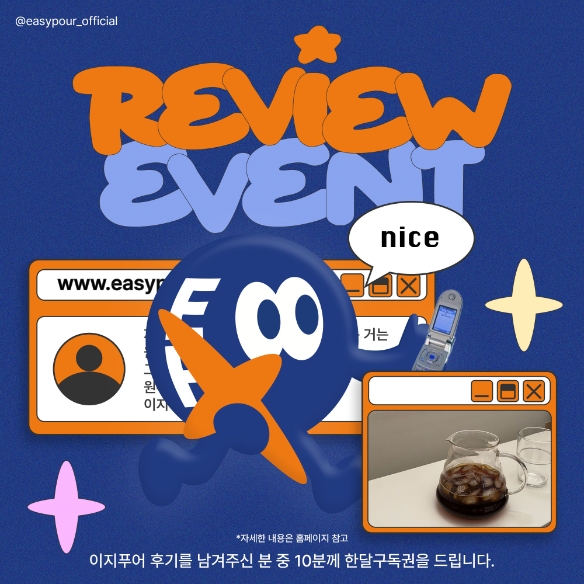 @easypour_official
REVIEW
EVENT
nice
www.easyp
E
거는
이지
*자세한 내용은 홈페이지 참고
이지푸어 후기를 남겨주신 분 중 10분께 한달구독권을 드립니다.